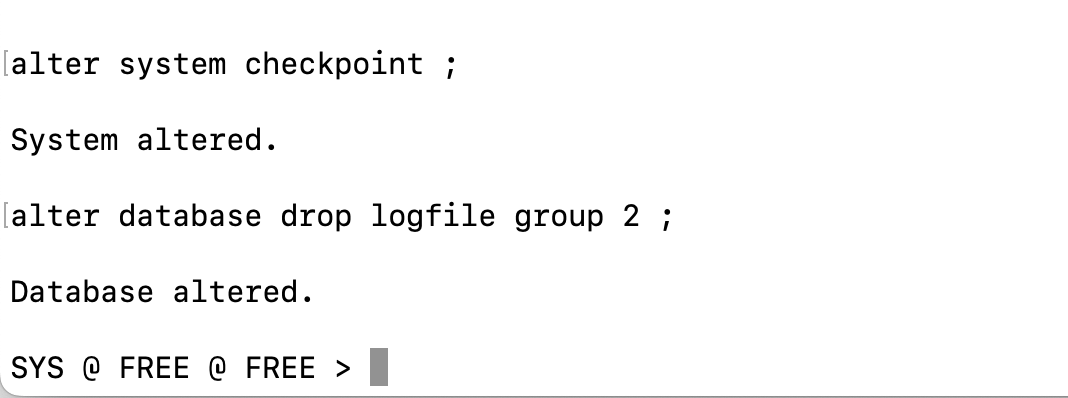 alter system checkpoint ;
System altered.
alter database drop logfile group 2 ;
Database altered.
SYS @ FREE @ FREE >